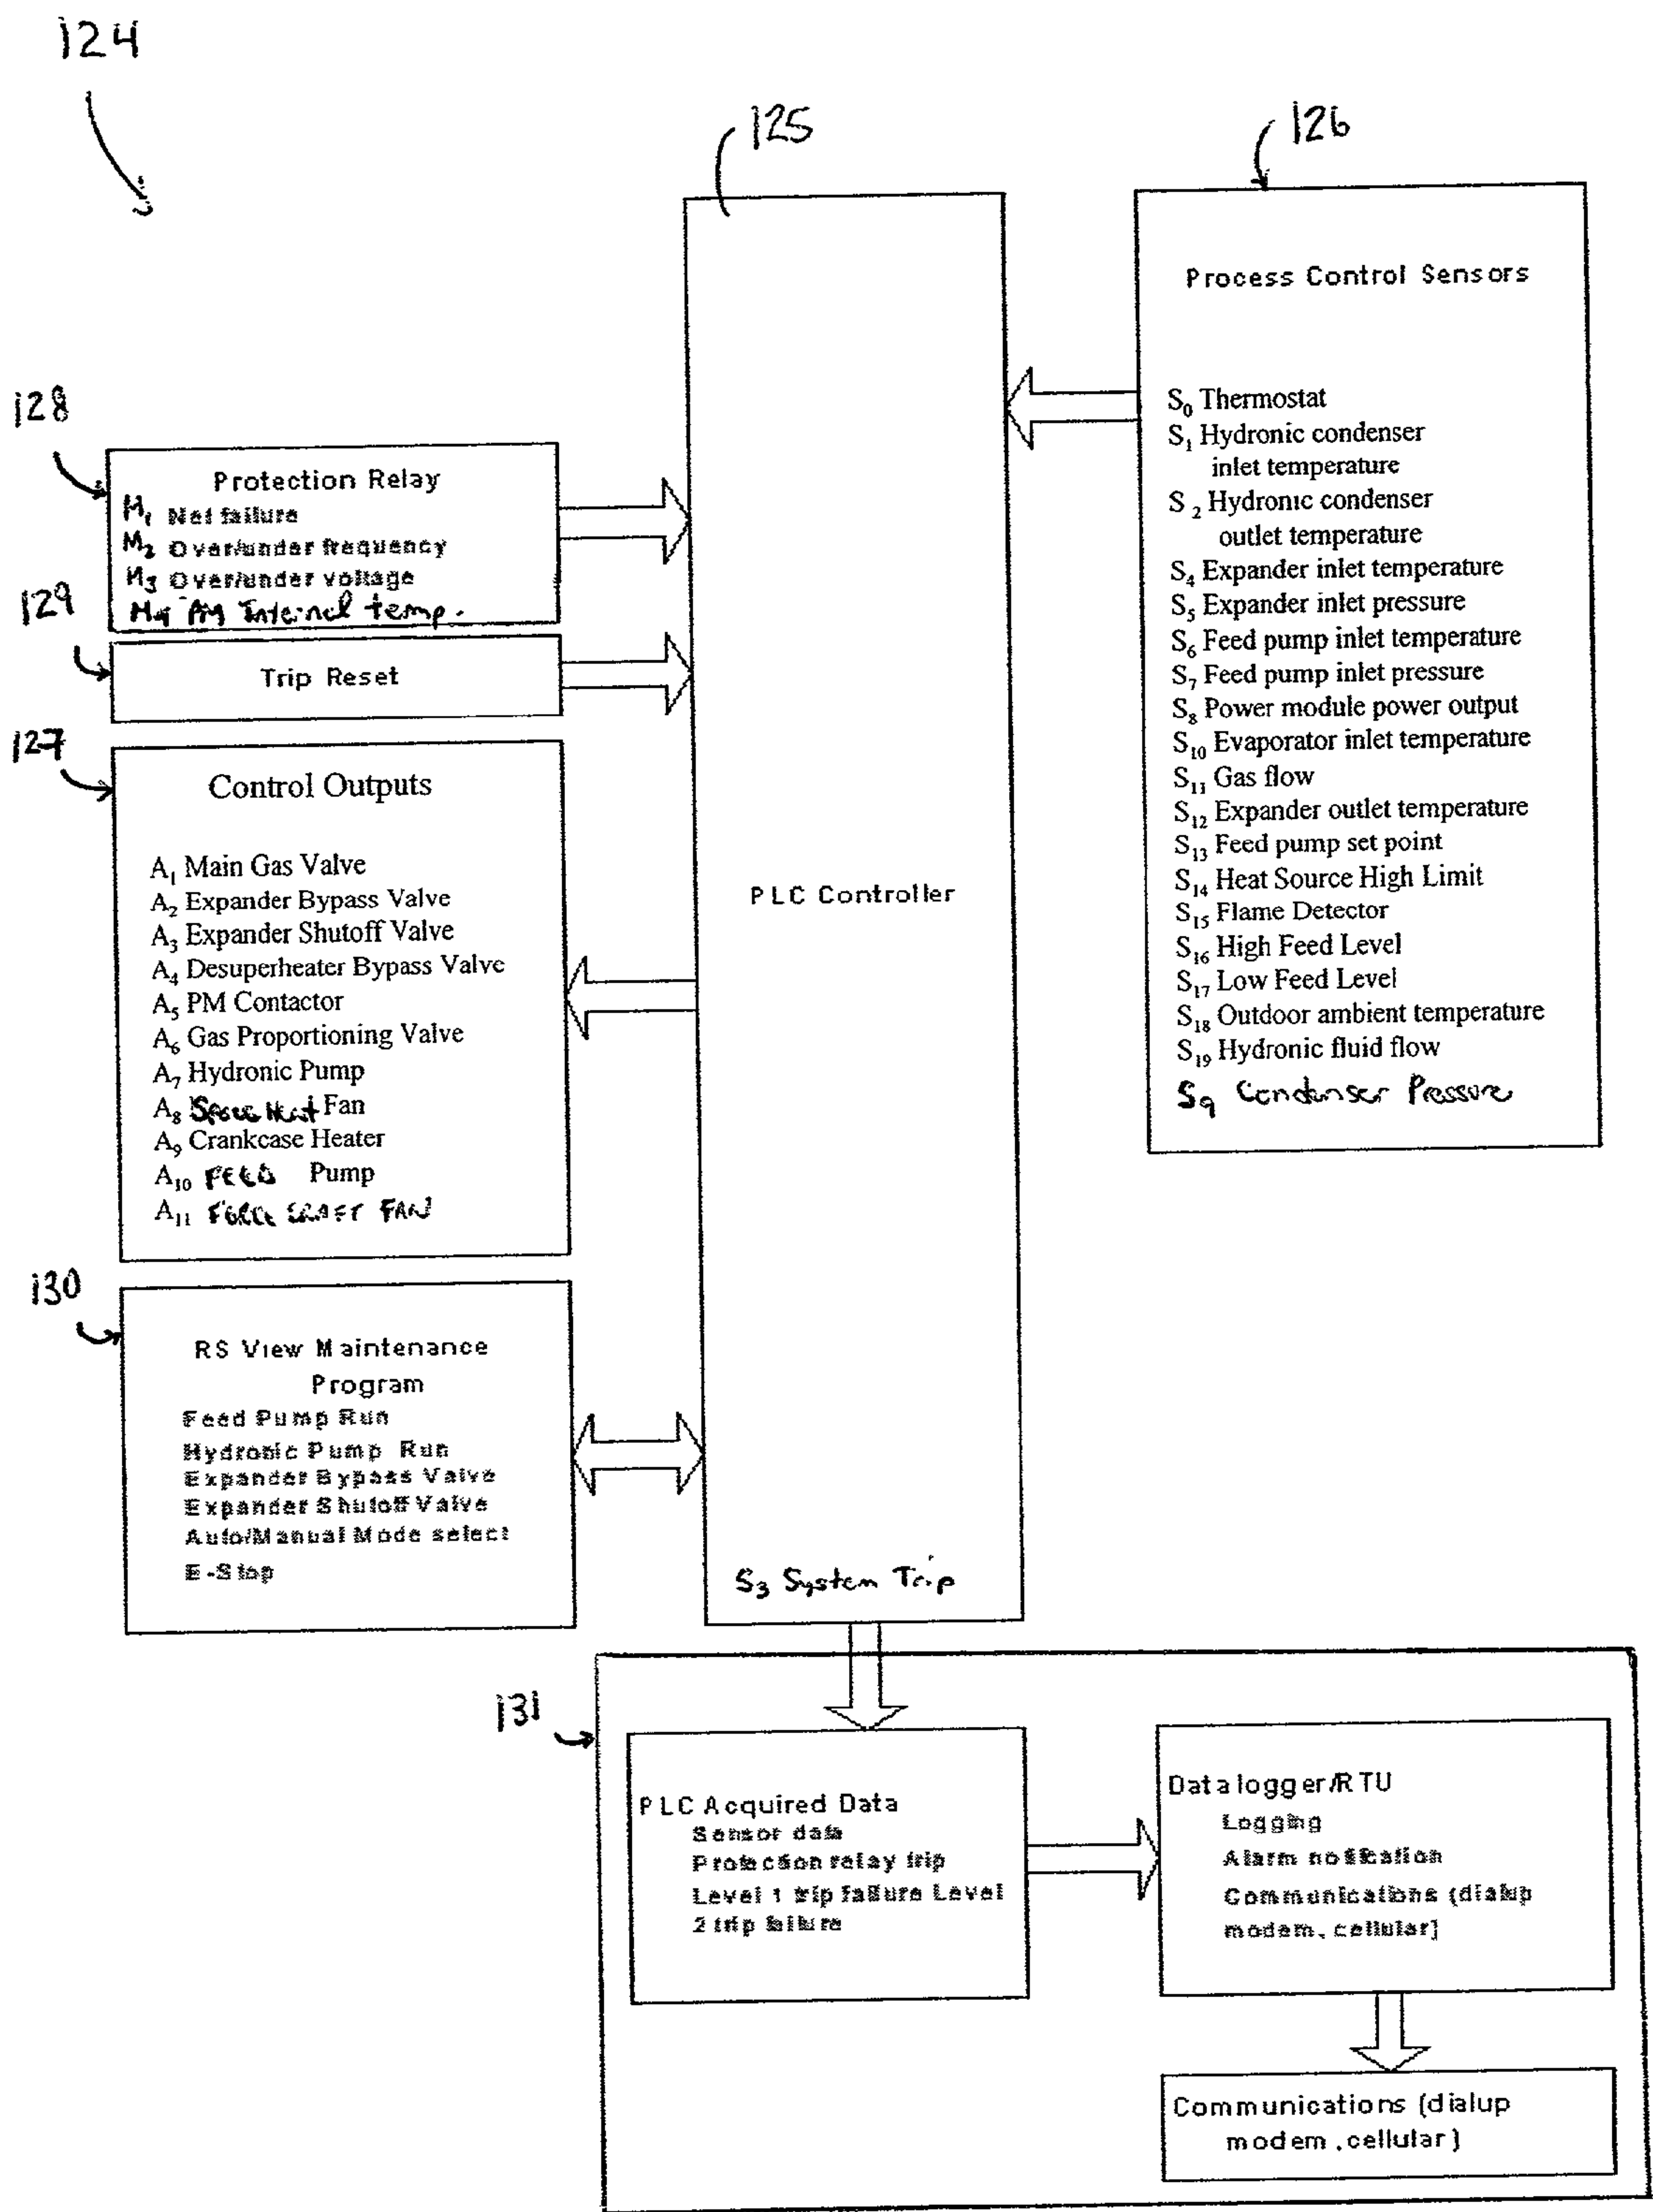 124
125
126
Process Control Sensors
S₀ Thermostat
S₁ Hydronic condenser
inlet temperature
S₂ Hydronic condenser
outlet temperature
S₄ Expander inlet temperature
S₅ Expander inlet pressure
S₆ Feed pump inlet temperature
S₇ Feed pump inlet pressure
S₈ Power module power output
S₁₀ Evaporator inlet temperature
S₁₁ Gas flow
S₁₂ Expander outlet temperature
S₁₃ Feed pump set point
S₁₄ Heat Source High Limit
S₁₅ Flame Detector
S₁₆ High Feed Level
S₁₇ Low Feed Level
S₁₈ Outdoor ambient temperature
S₁₉ Hydronic fluid flow
S₉ Condenser Pressure
128
Protection Relay
M₁ Net failure
M₂ Over/under frequency
M₃ Over/under voltage
M₄ PM Internal temp.
129
Trip Reset
127
Control Outputs
A₁ Main Gas Valve
A₂ Expander Bypass Valve
A₃ Expander Shutoff Valve
A₄ Desuperheater Bypass Valve
A₅ PM Contactor
A₆ Gas Proportioning Valve
A₇ Hydronic Pump
A₈ Space Heat Fan
A₉ Crankcase Heater
A₁₀ FEED Pump
A₁₁ FORCE DRAFT FAN
PLC Controller
S₃ System Trip
130
RS View Maintenance
Program
Feed Pump Run
Hydronic Pump Run
Expander Bypass Valve
Expander Shutoff Valve
Auto/Manual Mode select
E-Stop
131
PLC Acquired Data
Sensor data
Protection relay trip
Level 1 trip failure Level
2 trip failure
Datalogger/RTU
Logging
Alarm notification
Communications (dialup
modem, cellular]
Communications (dialup
modem, cellular)